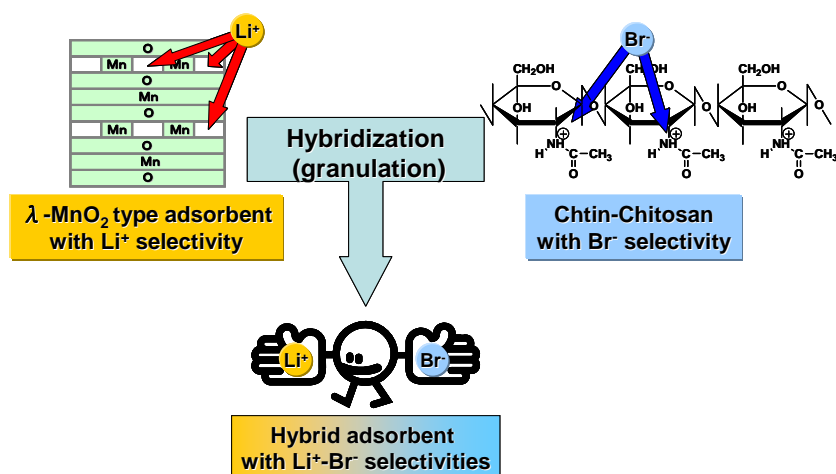 Li⁺
O
Mn Mn
O
Mn
O
Mn Mn
O
Mn
O
λ-MnO₂ type adsorbent
with Li⁺ selectivity
Hybridization
(granulation)
Br⁻
CH₂OH CH₂OH CH₂OH
O O O
OH O OH O OH O
+ + +
H NH C CH₃ H NH C CH₃ H NH C CH₃
O O O
Chtin-Chitosan
with Br⁻ selectivity
Li⁺ Br⁻
Hybrid adsorbent
with Li⁺-Br⁻ selectivities